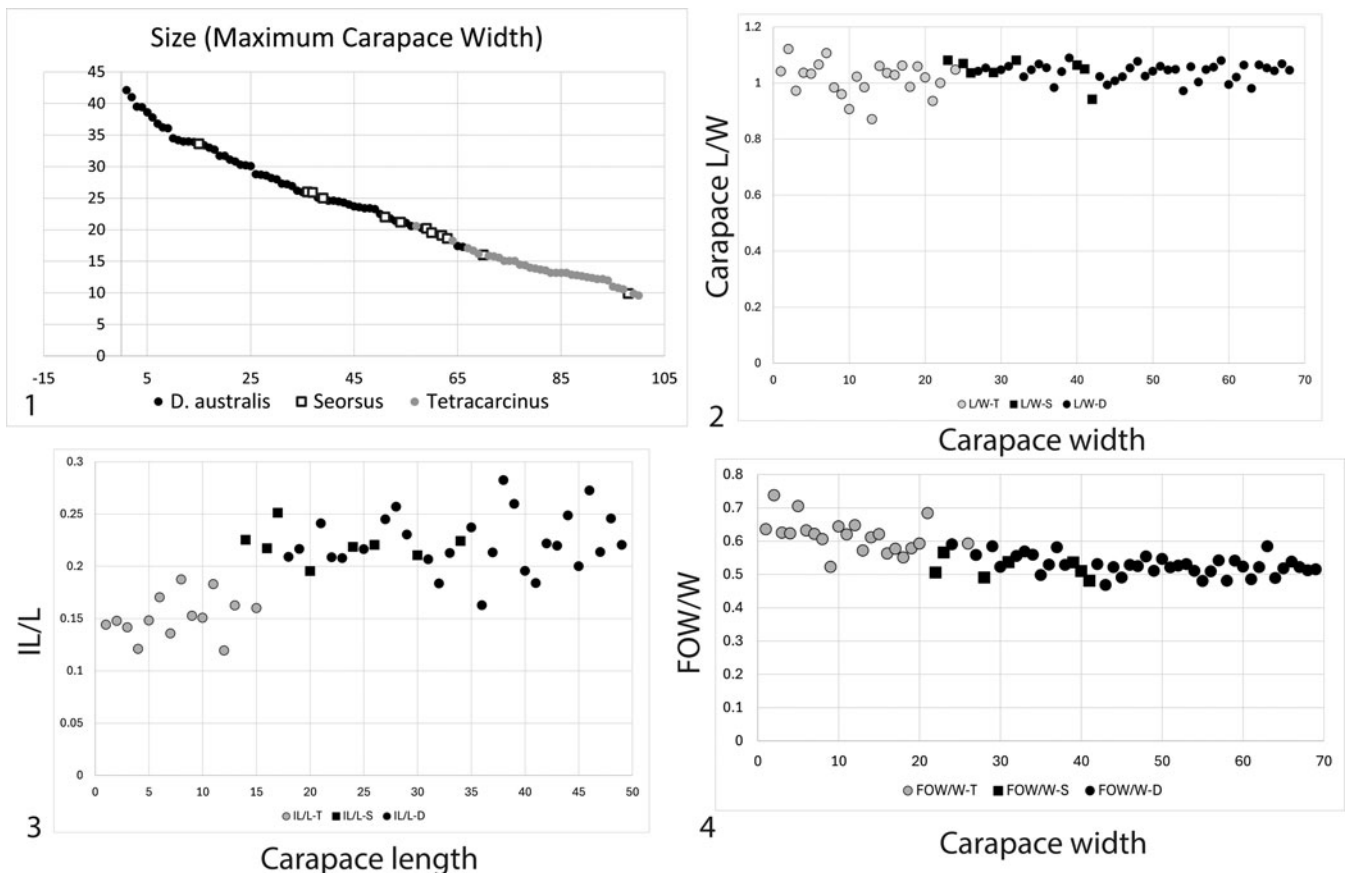 Size (Maximum Carapace Width)
45
40
35
30
25
20
15
10
5
0
-15 5 25 45 65 85 105
D. australis Seorsus Tetracarcinus
1
Carapace L/W
1.2
1
0.8
0.6
0.4
0.2
0
0 10 20 30 40 50 60 70
L/W-T L/W-S L/W-D
2
Carapace width
IL/L
0.3
0.25
0.2
0.15
0.1
0.05
0
0 5 10 15 20 25 30 35 40 45 50
IL/L-T IL/L-S IL/L-D
3
Carapace length
FOW/W
0.8
0.7
0.6
0.5
0.4
0.3
0.2
0.1
0
0 10 20 30 40 50 60 70
FOW/W-T FOW/W-S FOW/W-D
4
Carapace width